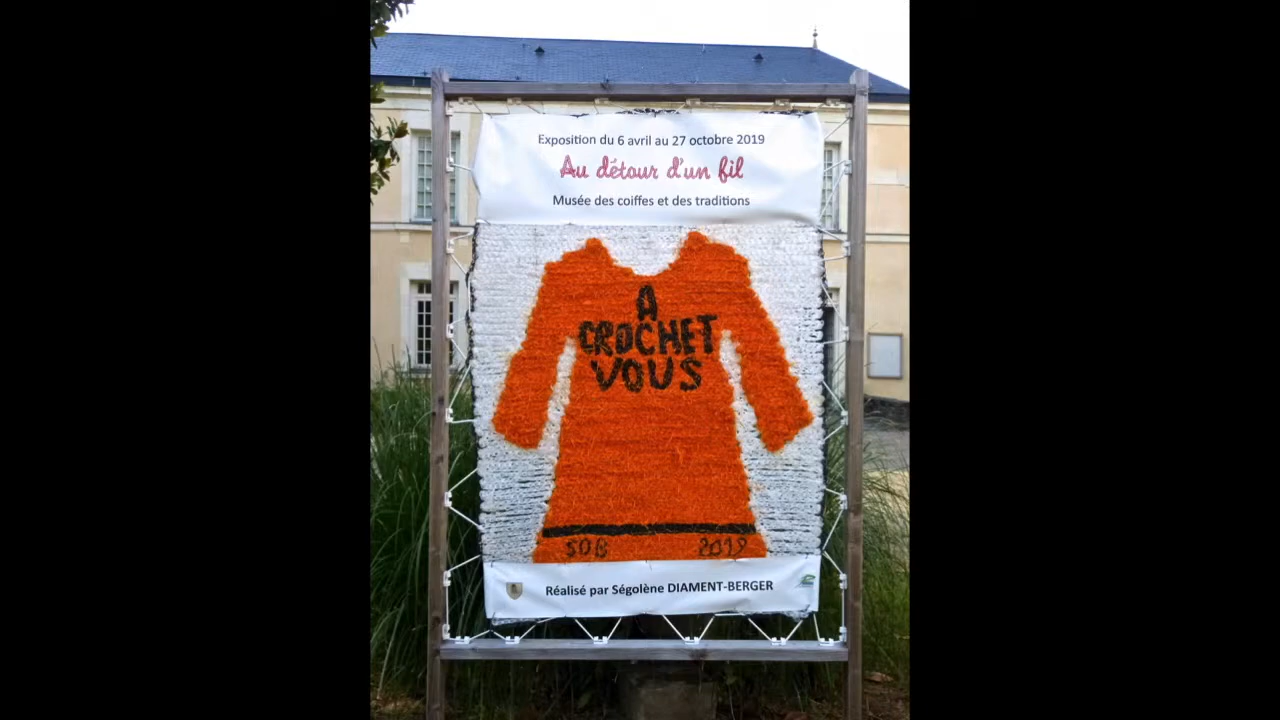 Exposition du 6 avril au 27 octobre 2019
Au détour d'un fil
Musée des coiffes et des traditions
A
CROCHET
VOUS
SDB 2019
Réalisé par Ségolène DIAMENT-BERGER